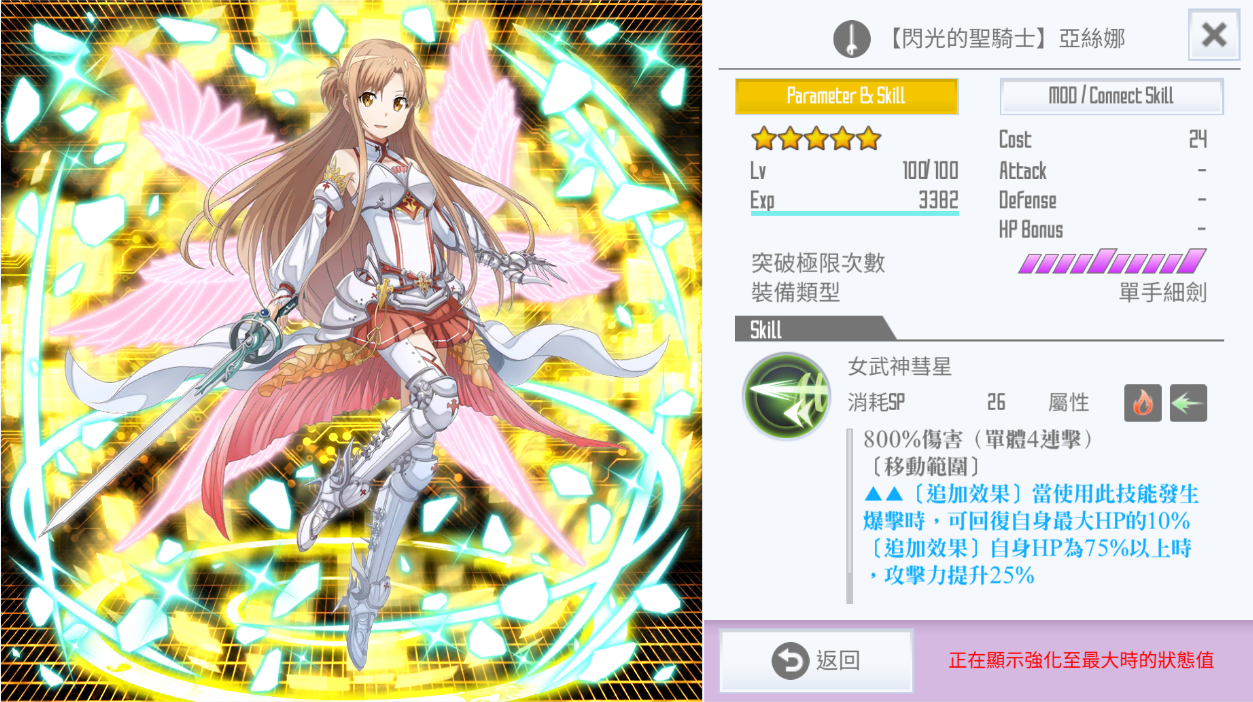 【閃光的聖騎士】亞絲娜
Parameter & Skill
MOD / Connect Skill
Lv 100/100
Exp 3382
Cost 24
Attack -
Defense -
HP Bonus -
突破極限次數
裝備類型 單手細劍
Skill
女武神彗星
消耗SP 26 屬性
800%傷害（單體4連擊）
〔移動範圍〕
▲▲〔追加效果〕當使用此技能發生
爆擊時，可回復自身最大HP的10%
〔追加效果〕自身HP為75%以上時
，攻擊力提升25%
返回
正在顯示強化至最大時的狀態值